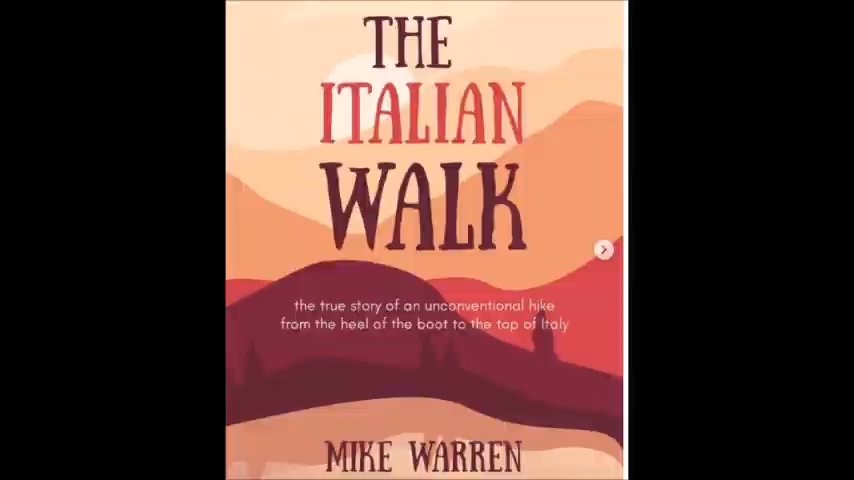 THE
ITALIAN
WALK
the true story of an unconventional hike
from the heel of the boot to the top of Italy
MIKE WARREN